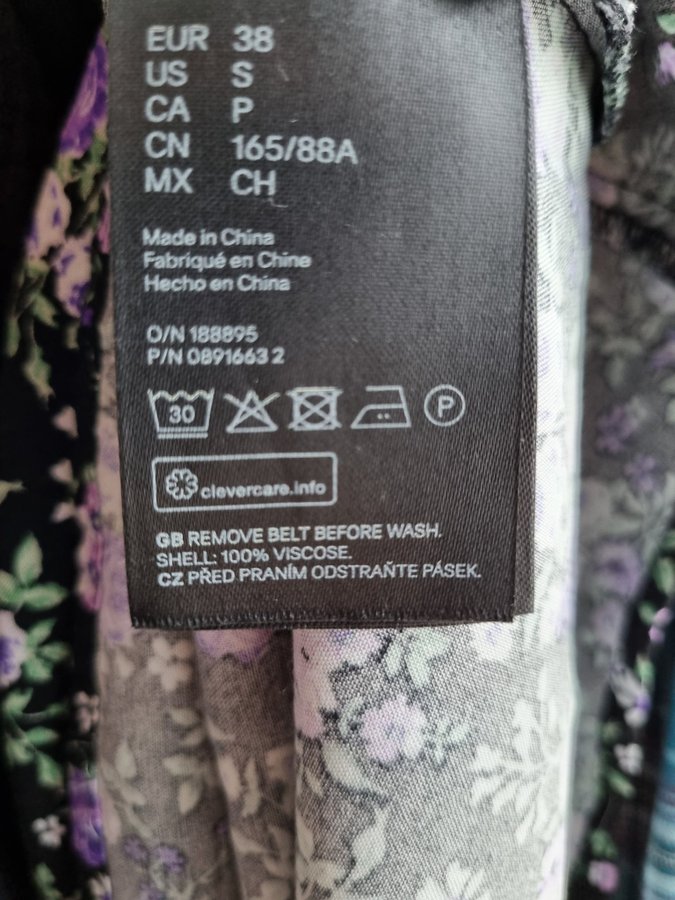 EUR 38
US S
CA P
CN 165/88A
MX CH
Made in China
Fabriqué en Chine
Hecho en China
O/N 188895
P/N 0891663 2
30 P
clevercare.info
GB REMOVE BELT BEFORE WASH.
SHELL: 100% VISCOSE.
CZ PŘED PRANÍM ODSTRAŇTE PÁSEK.